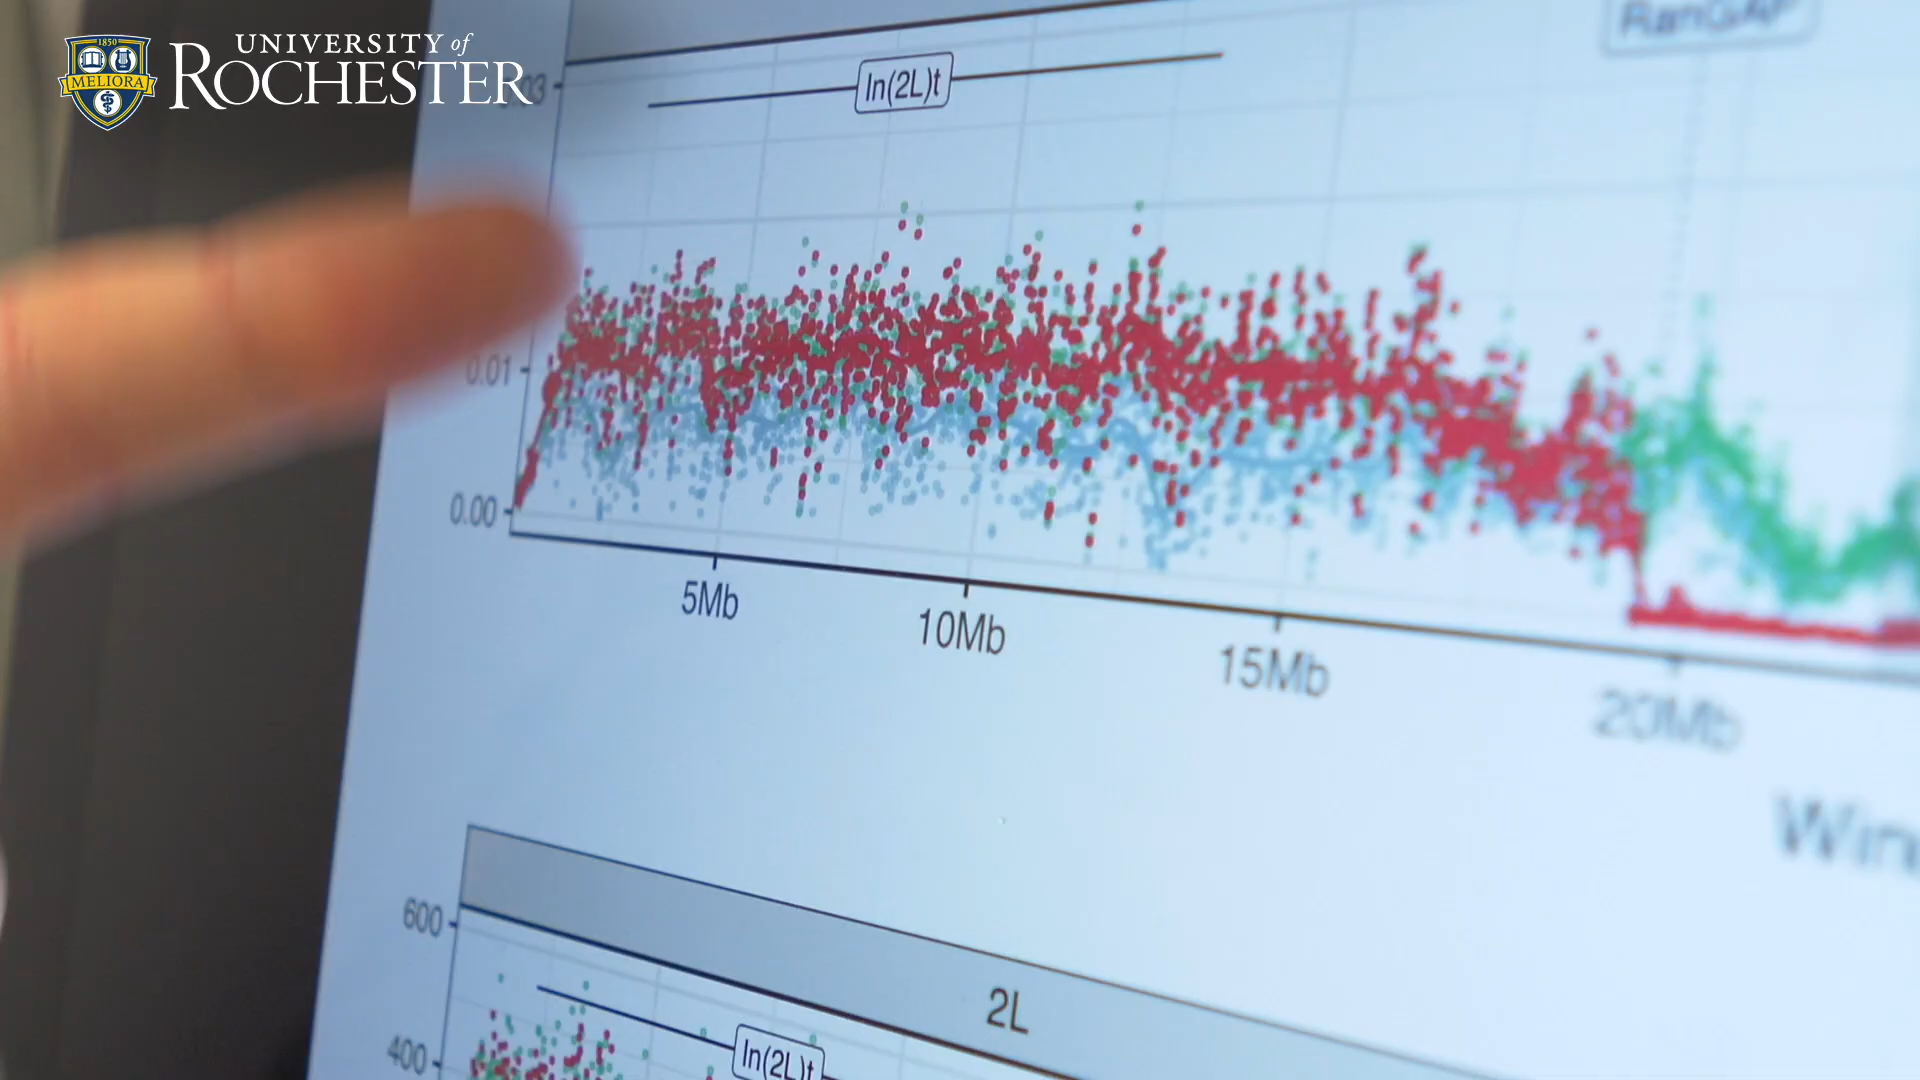 1850
MELIORA
UNIVERSITY of
ROCHESTER
In(2L)t
RanGAP
0.01
0.00
5Mb
10Mb
15Mb
20Mb
600
2L
400
In(2L)t